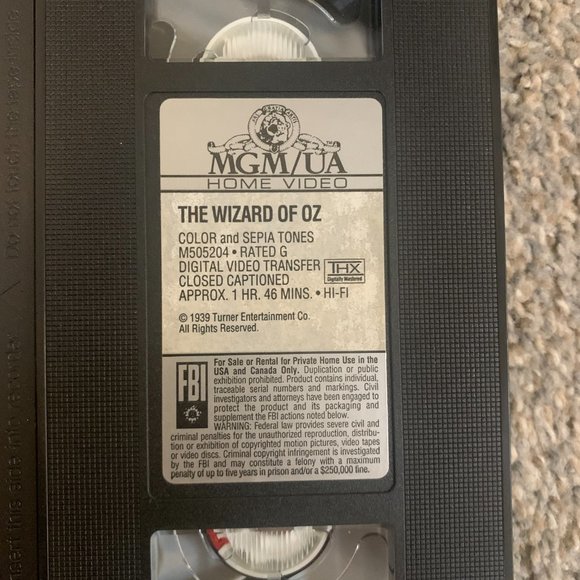 MGM/UA
HOME VIDEO
THE WIZARD OF OZ
COLOR and SEPIA TONES
M505204 • RATED G
DIGITAL VIDEO TRANSFER THX
Digitally Mastered
CLOSED CAPTIONED
APPROX. 1 HR. 46 MINS. • HI-FI
© 1939 Turner Entertainment Co.
All Rights Reserved.
FBI
For Sale or Rental for Private Home Use in the
USA and Canada Only. Duplication or public
exhibition prohibited. Product contains individual,
traceable serial numbers and markings. Civil
investigators and attorneys have been engaged to
protect the product and its packaging and
supplement the FBI actions noted below.
WARNING: Federal law provides severe civil and
criminal penalties for the unauthorized reproduction, distribu-
tion or exhibition of copyrighted motion pictures, video tapes
or video discs. Criminal copyright infringement is investigated
by the FBI and may constitute a felony with a maximum
penalty of up to five years in prison and/or a $250,000 fine.